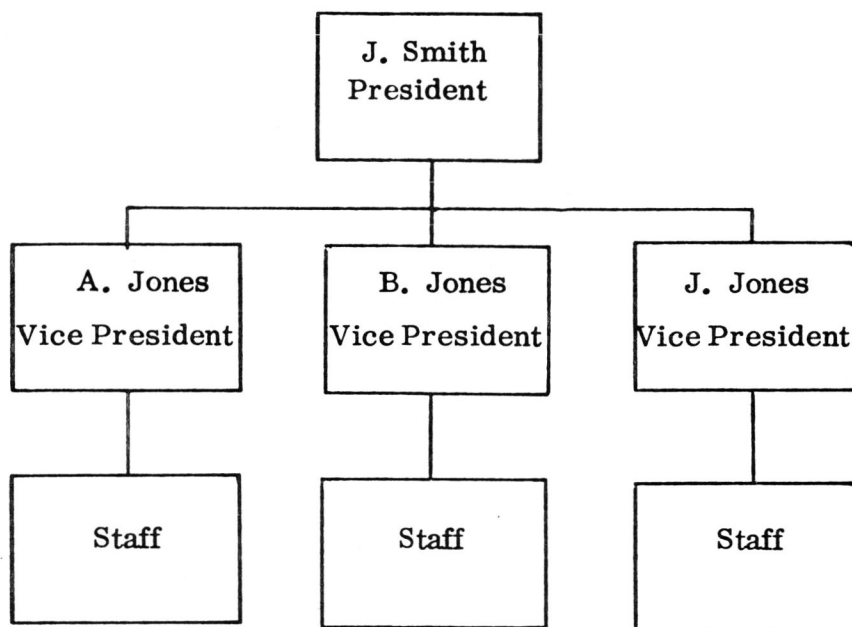 J. Smith
President
A. Jones
Vice President
B. Jones
Vice President
J. Jones
Vice President
Staff
Staff
Staff